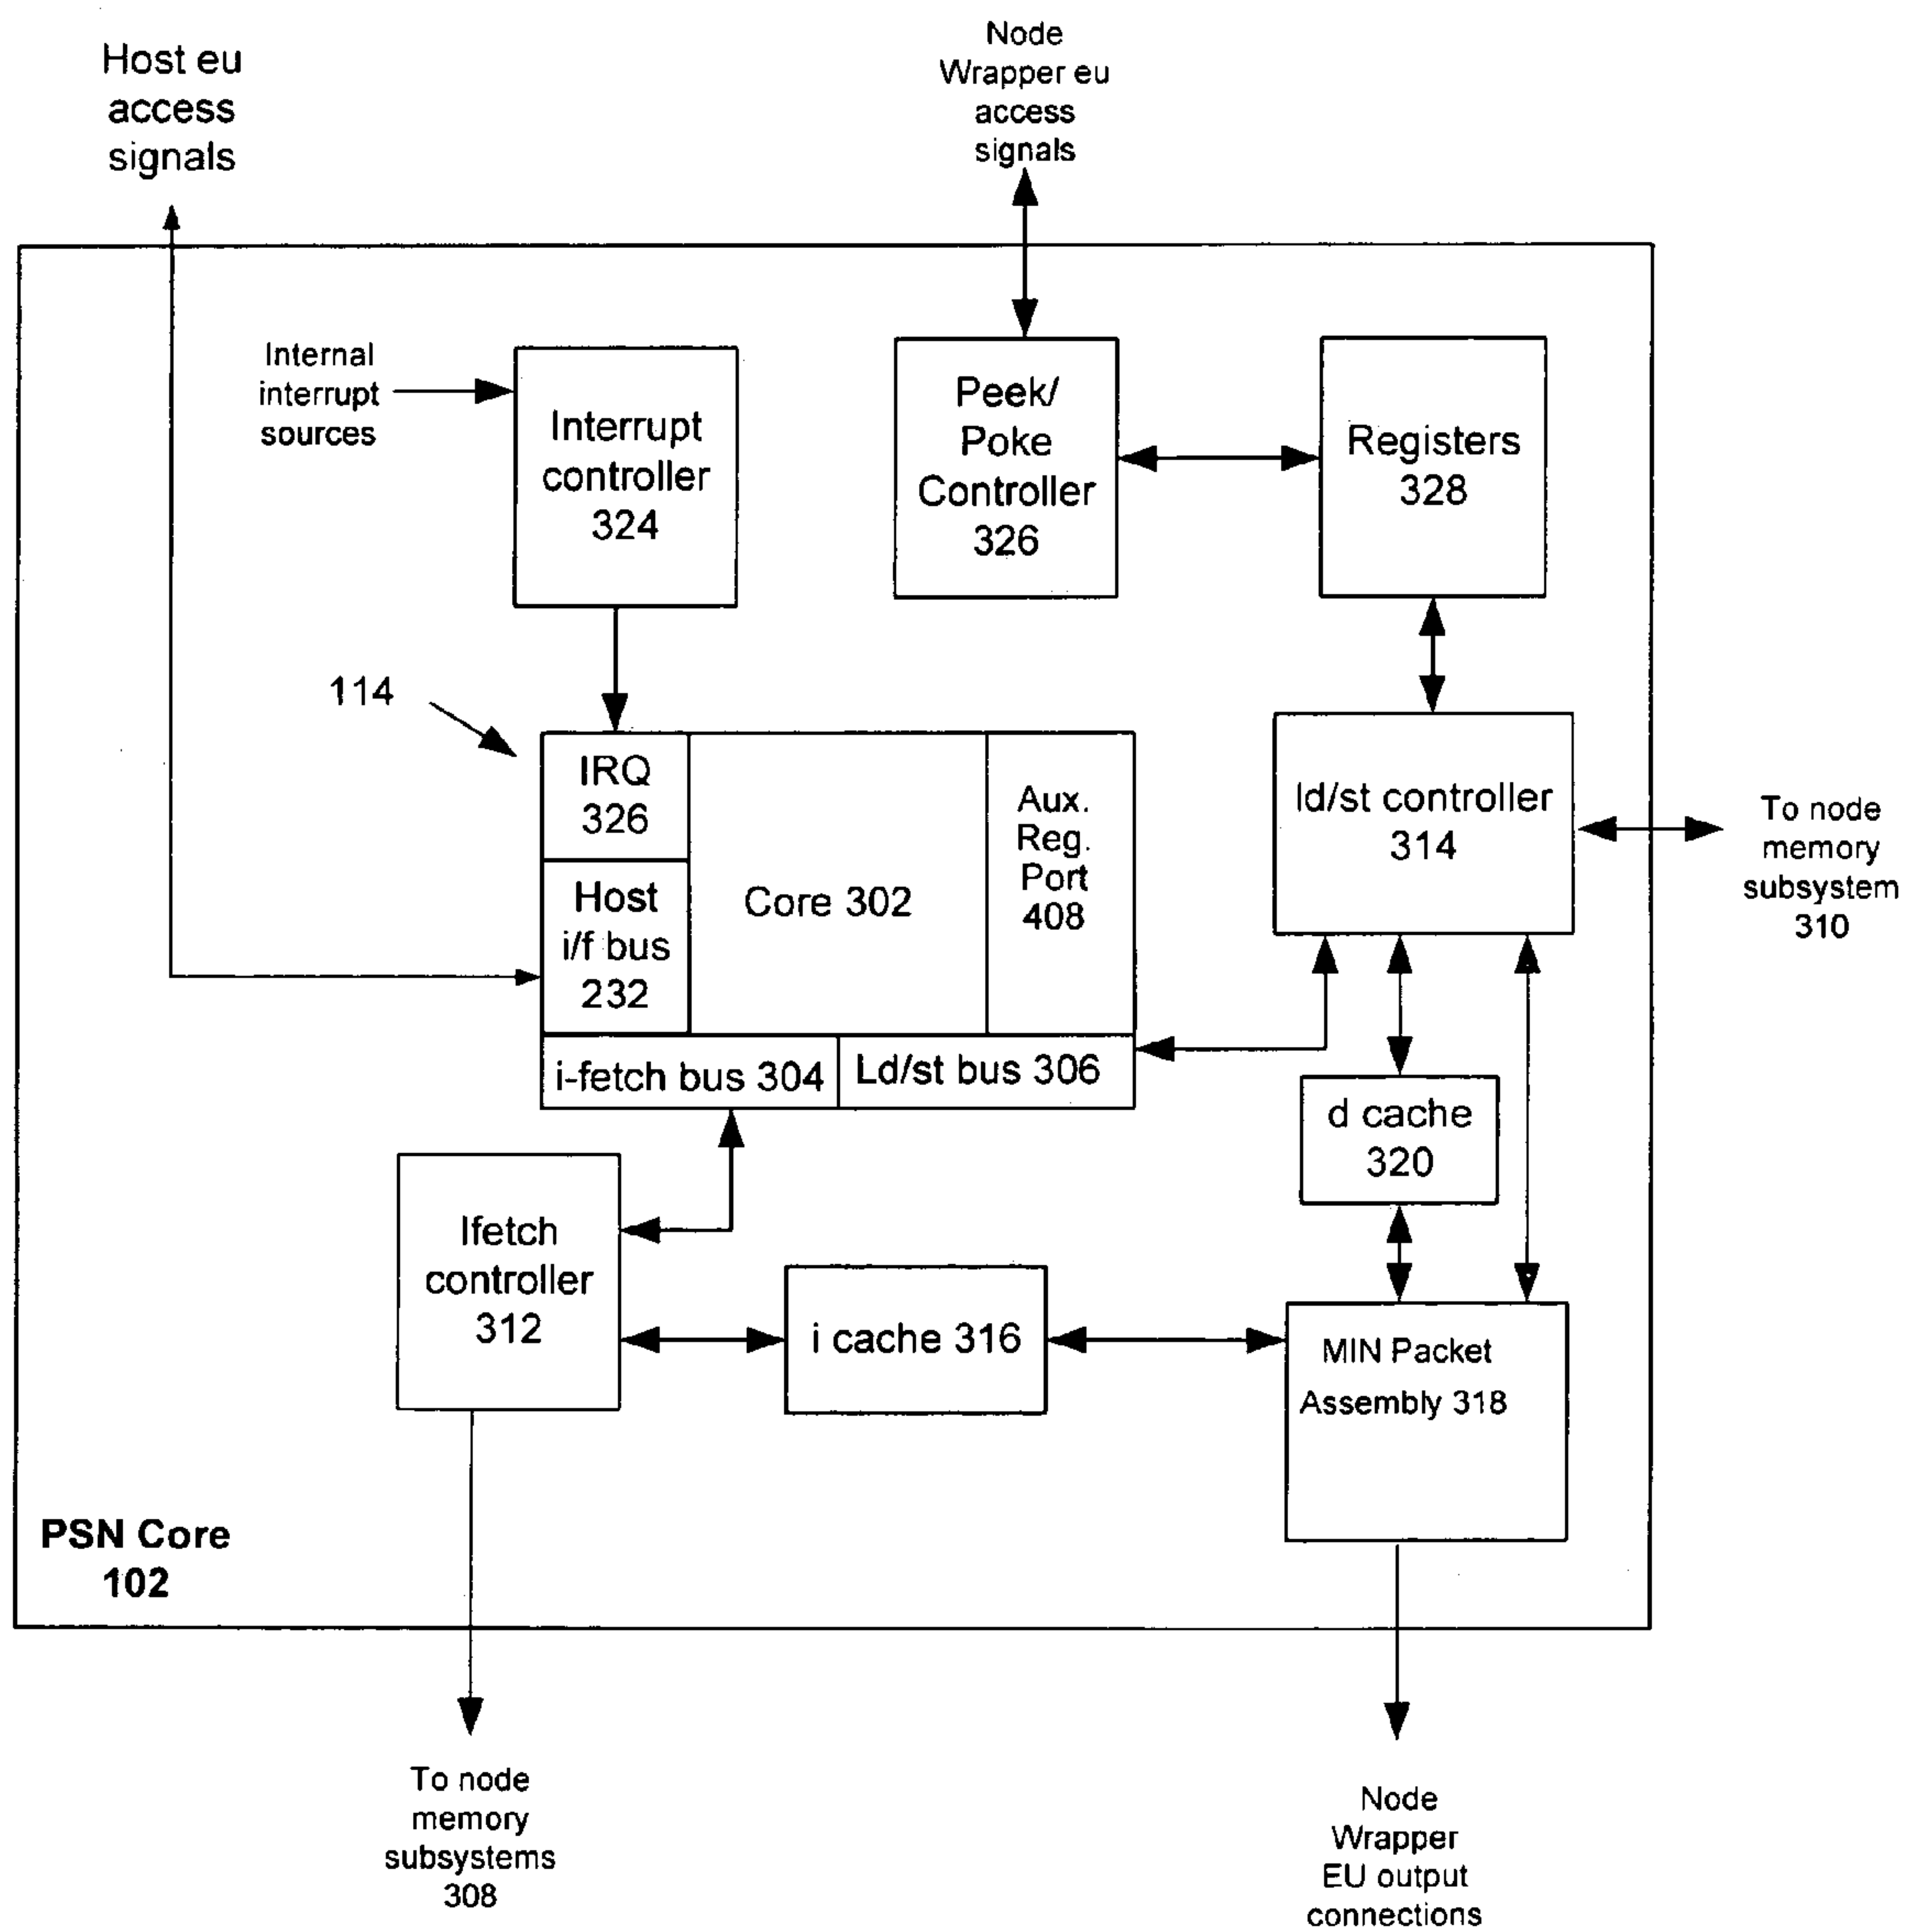 Host eu
access
signals
Node
Wrapper eu
access
signals
Internal
interrupt
sources
Interrupt
controller
324
Peek/
Poke
Controller
326
Registers
328
114
IRQ
326
Host
i/f bus
232
Core 302
Aux.
Reg.
Port
408
i-fetch bus 304
Ld/st bus 306
ld/st controller
314
To node
memory
subsystem
310
d cache
320
Ifetch
controller
312
i cache 316
MIN Packet
Assembly 318
PSN Core
102
To node
memory
subsystems
308
Node
Wrapper
EU output
connections